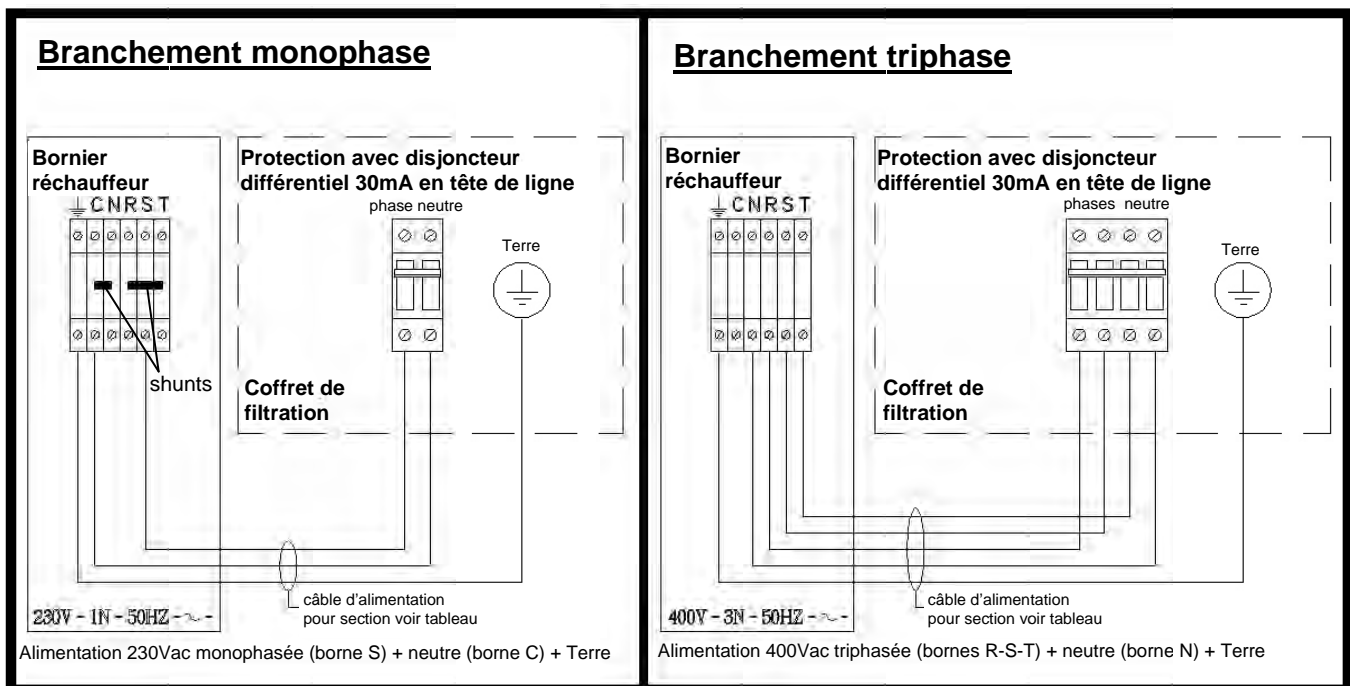 Branchement monophase
Bornier
réchauffeur
C N R S T
Protection avec disjoncteur
différentiel 30mA en tête de ligne
phase neutre
Terre
shunts
Coffret de
filtration
câble d'alimentation
pour section voir tableau
230V - 1N - 50HZ - ~ -
Alimentation 230Vac monophasée (borne S) + neutre (borne C) + Terre
Branchement triphase
Bornier
réchauffeur
C N R S T
Protection avec disjoncteur
différentiel 30mA en tête de ligne
phases neutre
Terre
Coffret de
filtration
câble d'alimentation
pour section voir tableau
400V - 3N - 50HZ - ~ -
Alimentation 400Vac triphasée (bornes R-S-T) + neutre (borne N) + Terre